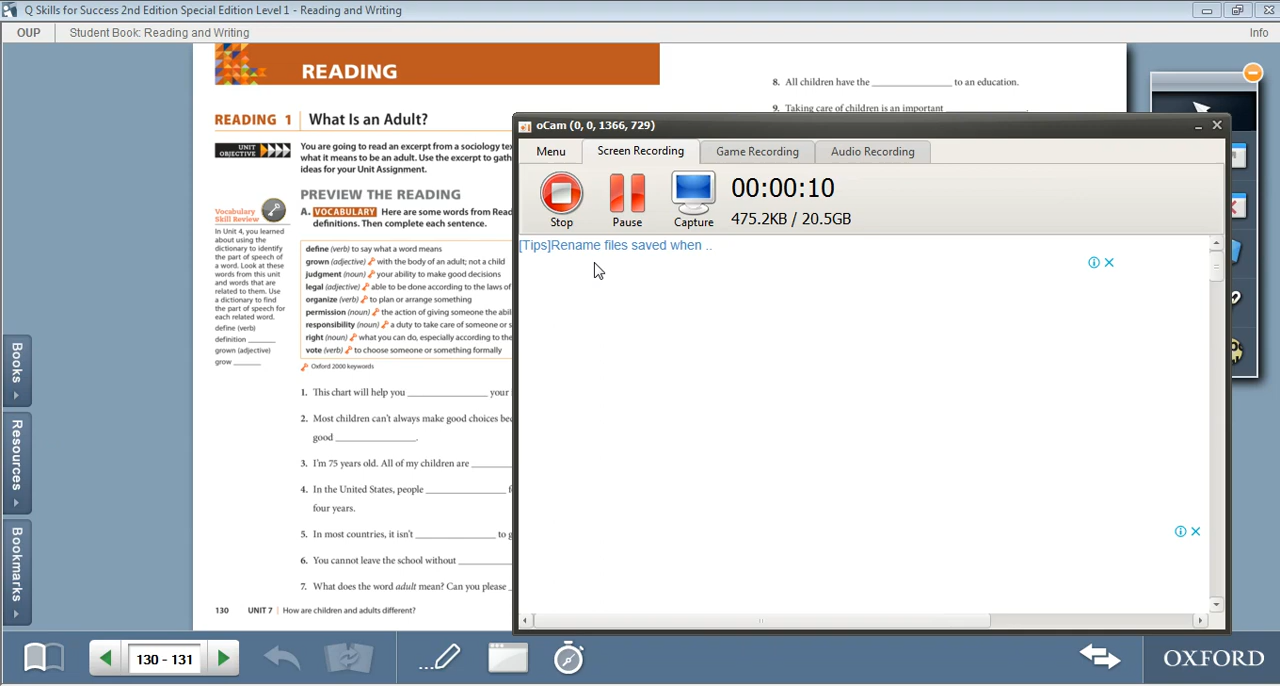 Q Skills for Success 2nd Edition Special Edition Level 1 - Reading and Writing
OUP
Student Book: Reading and Writing
Info
READING
READING 1
What Is an Adult?
UNIT
OBJECTIVE
You are going to read an excerpt from a sociology tex
what it means to be an adult. Use the excerpt to gath
ideas for your Unit Assignment.
PREVIEW THE READING
A. VOCABULARY Here are some words from Read
definitions. Then complete each sentence.
Vocabulary
Skill Review
In Unit 4, you learned
about using the
dictionary to identify
the part of speech of
a word. Look at these
words from this unit
and words that are
related to them. Use
a dictionary to find
the part of speech for
each related word.
define (verb)
definition ________
grown (adjective)
grow ________
define (verb) to say what a word means
grown (adjective) with the body of an adult; not a child
judgment (noun) your ability to make good decisions
legal (adjective) able to be done according to the laws of
organize (verb) to plan or arrange something
permission (noun) the action of giving someone the abil
responsibility (noun) a duty to take care of someone or s
right (noun) what you can do, especially according to the
vote (verb) to choose someone or something formally
Oxford 2000 keywords
1. This chart will help you ________________ your
2. Most children can't always make good choices bec
good ________________.
3. I'm 75 years old. All of my children are ________
4. In the United States, people ________________ f
four years.
5. In most countries, it isn't ________________ to g
6. You cannot leave the school without ________
7. What does the word adult mean? Can you please
130 UNIT 7 How are children and adults different?
8. All children have the ________________ to an education.
9. Taking care of children is an important ________________.
oCam (0, 0, 1366, 729)
Menu
Screen Recording
Game Recording
Audio Recording
Stop
Pause
Capture
00:00:10
475.2KB / 20.5GB
[Tips]Rename files saved when ..
Books
Resources
Bookmarks
130 - 131
OXFORD